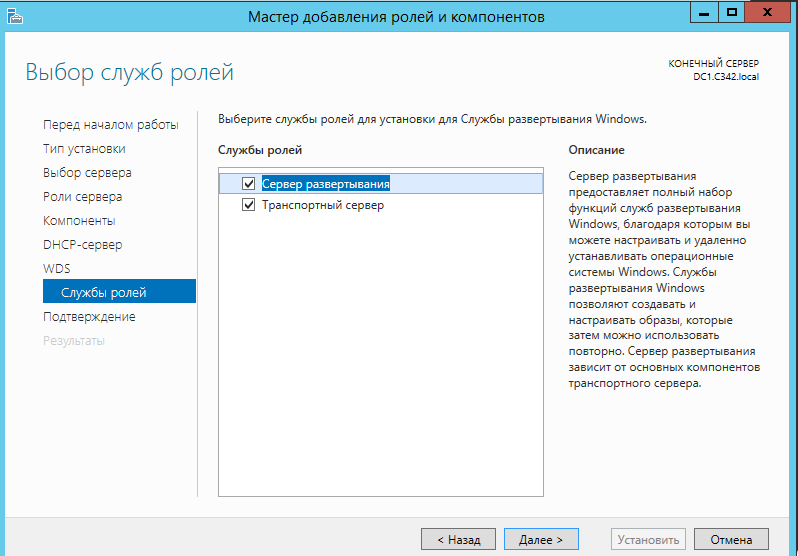 Мастер добавления ролей и компонентов
Выбор служб ролей
КОНЕЧНЫЙ СЕРВЕР
DC1.C342.local
Перед началом работы
Тип установки
Выбор сервера
Роли сервера
Компоненты
DHCP-сервер
WDS
Службы ролей
Подтверждение
Результаты
Выберите службы ролей для установки для Службы развертывания Windows.
Службы ролей
Сервер развертывания
Транспортный сервер
Описание
Сервер развертывания
предоставляет полный набор
функций служб развертывания
Windows, благодаря которым вы
можете настраивать и удаленно
устанавливать операционные
системы Windows. Службы
развертывания Windows
позволяют создавать и
настраивать образы, которые
затем можно использовать
повторно. Сервер развертывания
зависит от основных компонентов
транспортного сервера.
< Назад
Далее >
Установить
Отмена